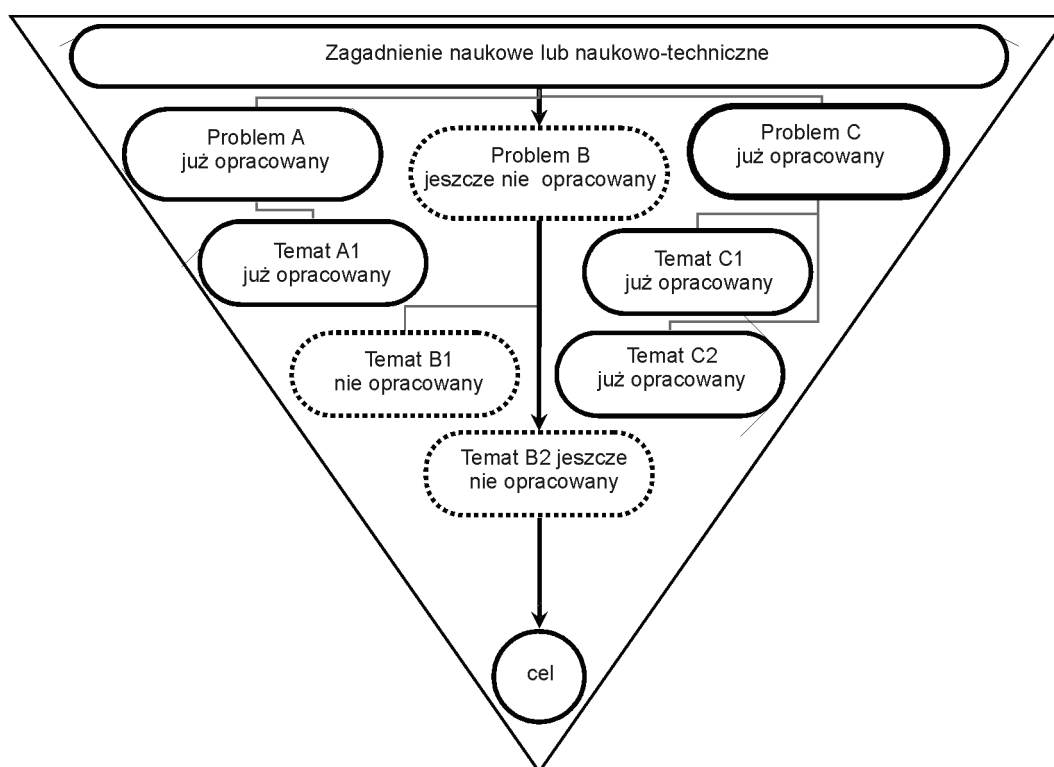 Zagadnienie naukowe lub naukowo-techniczne
Problem A
już opracowany
Problem B
jeszcze nie opracowany
Problem C
już opracowany
Temat A1
już opracowany
Temat C1
już opracowany
Temat B1
nie opracowany
Temat C2
już opracowany
Temat B2 jeszcze
nie opracowany
cel